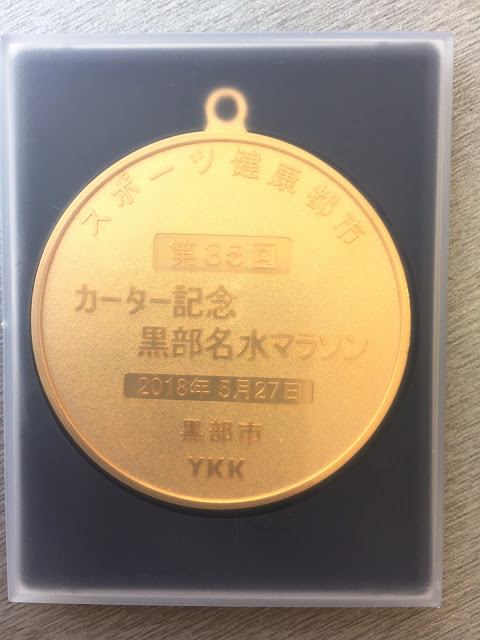 スポーツ健康都市
第35回
カーター記念
黒部名水マラソン
2018年 5月27日
黒部市
YKK